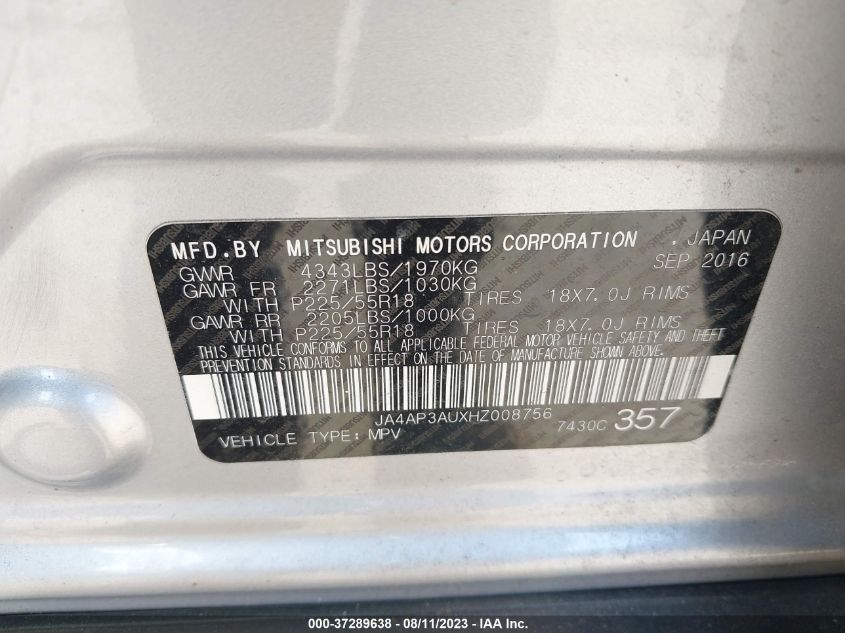 MFD.BY MITSUBISHI MOTORS CORPORATION . JAPAN
GVWR 4343LBS/1970KG SEP 2016
GAWR FR 2271LBS/1030KG
WITH P225/55R18 TIRES 18X7.0J RIMS
GAWR RR 2205LBS/1000KG
WITH P225/55R18 TIRES 18X7.0J RIMS
THIS VEHICLE CONFORMS TO ALL APPLICABLE FEDERAL MOTOR VEHICLE SAFETY AND THEFT
PREVENTION STANDARDS IN EFFECT ON THE DATE OF MANUFACTURE SHOWN ABOVE.
JA4AP3AUXHZ008756
VEHICLE TYPE: MPV 7430C 357
000-37289638 - 08/11/2023 - IAA Inc.